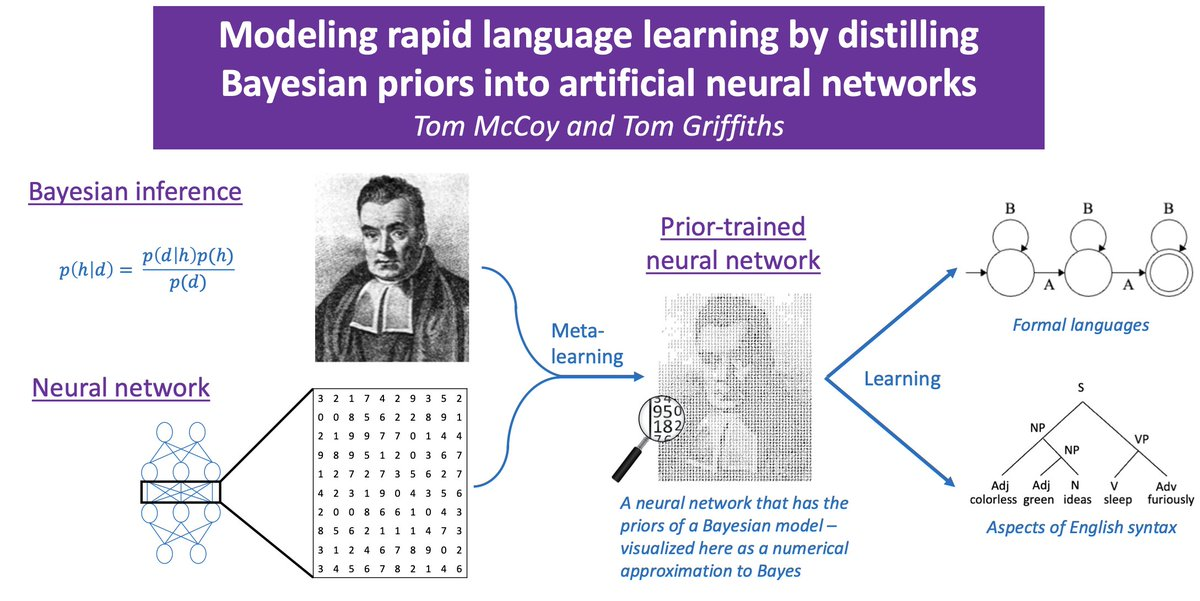 Modeling rapid language learning by distilling
Bayesian priors into artificial neural networks
Tom McCoy and Tom Griffiths
Bayesian inference
p(h|d) = p(d|h)p(h) / p(d)
Neural network
3 2 1 7 4 2 9 3 5 2
0 0 8 5 6 2 2 8 9 1
2 1 9 9 7 7 0 1 4 4
9 8 9 5 1 2 0 3 6 7
1 2 7 2 7 3 5 6 2 7
4 2 3 1 9 0 4 3 5 6
2 0 0 8 6 6 1 0 4 3
8 5 6 2 1 1 1 4 7 3
3 1 2 4 6 7 8 9 0 2
3 4 5 6 7 8 2 1 4 6
Meta-
learning
Prior-trained
neural network
950
182
A neural network that has the
priors of a Bayesian model –
visualized here as a numerical
approximation to Bayes
Learning
B B B
A A
Formal languages
S
NP
VP
NP
Adj Adj N V Adv
colorless green ideas sleep furiously
Aspects of English syntax